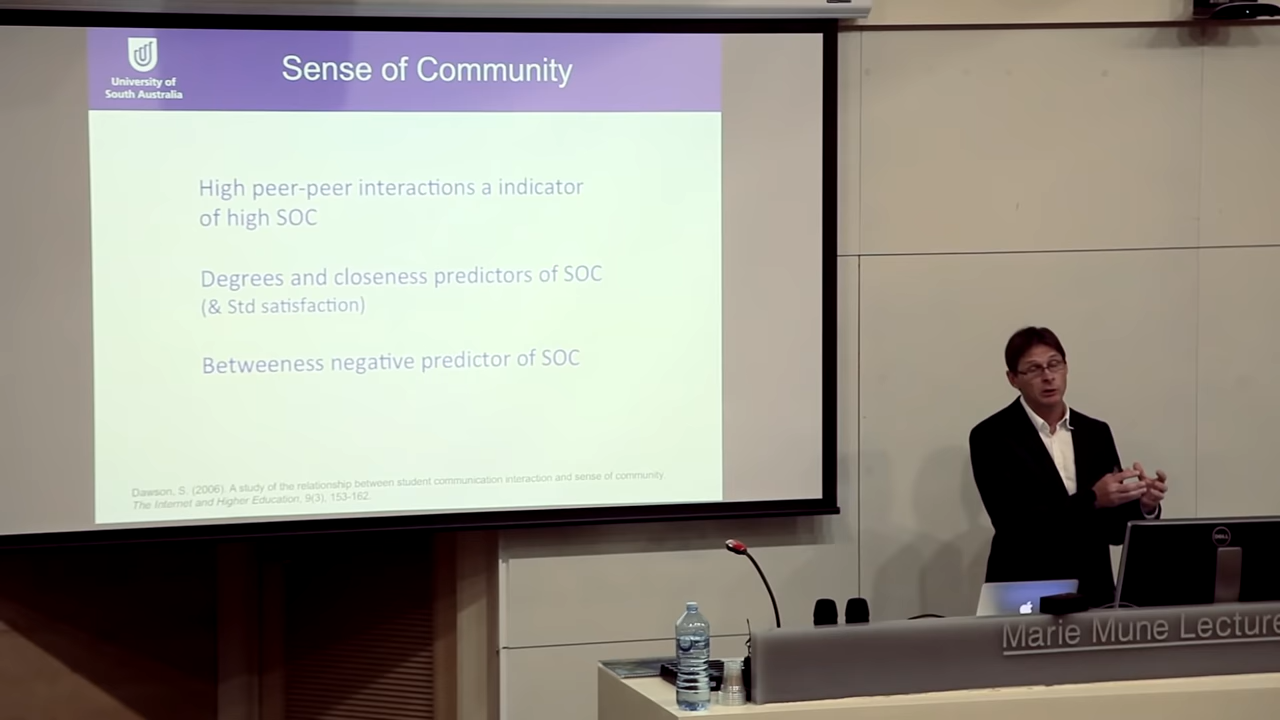 University of
South Australia
Sense of Community
High peer-peer interactions a indicator
of high SOC
Degrees and closeness predictors of SOC
(& Std satisfaction)
Betweeness negative predictor of SOC
Dawson, S. (2006). A study of the relationship between student communication interaction and sense of community.
The Internet and Higher Education, 9(3), 153-162.
DELL
Marie Mune Lecture